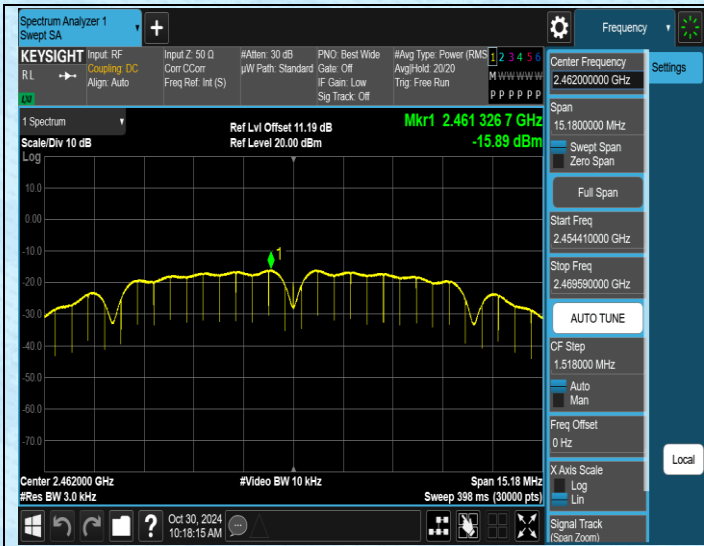 Spectrum Analyzer 1
Swept SA
+
Frequency
KEYSIGHT
RL
LXI
Input: RF
Coupling: DC
Align: Auto
Input Z: 50 Ω
Corr CCorr
Freq Ref: Int (S)
#Atten: 30 dB
µW Path: Standard
PNO: Best Wide
Gate: Off
IF Gain: Low
Sig Track: Off
#Avg Type: Power (RMS
Avg|Hold: 20/20
Trig: Free Run
1 2 3 4 5 6
M W W W W W
P P P P P P
1 Spectrum
Scale/Div 10 dB
Ref Lvl Offset 11.19 dB
Ref Level 20.00 dBm
Mkr1 2.461 326 7 GHz
-15.89 dBm
Log
10.0
0.00
-10.0
-20.0
-30.0
-40.0
-50.0
-60.0
-70.0
1
Center 2.462000 GHz
#Res BW 3.0 kHz
#Video BW 10 kHz
Span 15.18 MHz
Sweep 398 ms (30000 pts)
Oct 30, 2024
10:18:15 AM
?
Center Frequency
2.462000000 GHz
Span
15.1800000 MHz
Swept Span
Zero Span
Full Span
Start Freq
2.454410000 GHz
Stop Freq
2.469590000 GHz
AUTO TUNE
CF Step
1.518000 MHz
Auto
Man
Freq Offset
0 Hz
X Axis Scale
Log
Lin
Signal Track
(Span Zoom)
Settings
Local